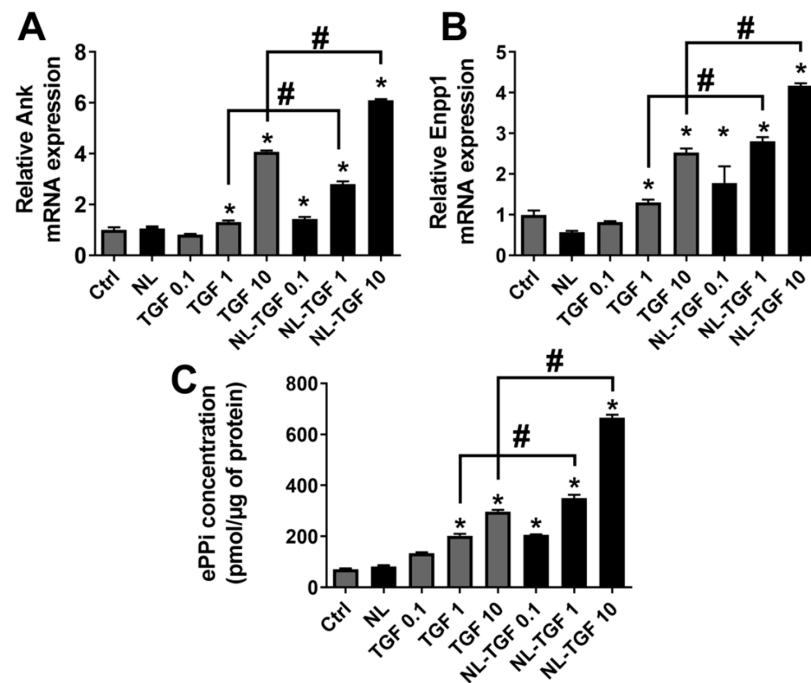 A
Relative Ank
mRNA expression
8
6
4
2
0
#
#
*
*
*
*
*
Ctrl
NL
TGF 0.1
TGF 1
TGF 10
NL-TGF 0.1
NL-TGF 1
NL-TGF 10
B
Relative Enpp1
mRNA expression
5
4
3
2
1
0
#
#
*
*
*
*
*
Ctrl
NL
TGF 0.1
TGF 1
TGF 10
NL-TGF 0.1
NL-TGF 1
NL-TGF 10
C
ePPi concentration
(pmol/µg of protein)
800
600
400
200
0
#
#
*
*
*
*
*
Ctrl
NL
TGF 0.1
TGF 1
TGF 10
NL-TGF 0.1
NL-TGF 1
NL-TGF 10